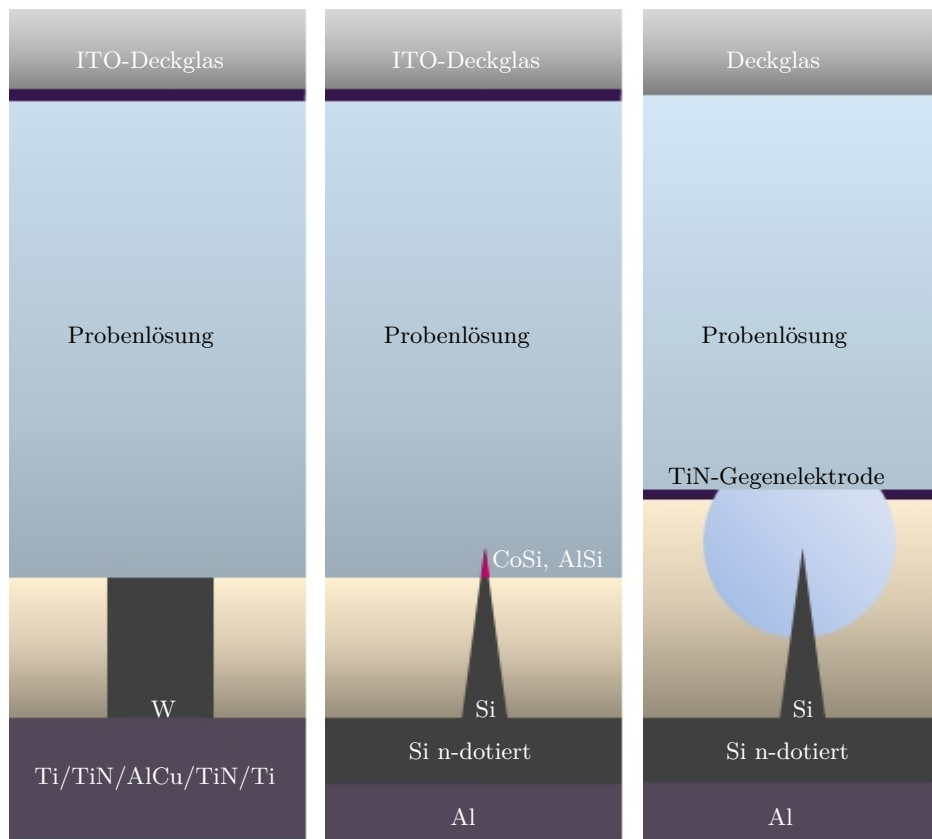 ITO-Deckglas
Probenlösung
W
Ti/TiN/AlCu/TiN/Ti
ITO-Deckglas
Probenlösung
CoSi, AlSi
Si
Si n-dotiert
Al
Deckglas
Probenlösung
TiN-Gegenelektrode
Si
Si n-dotiert
Al